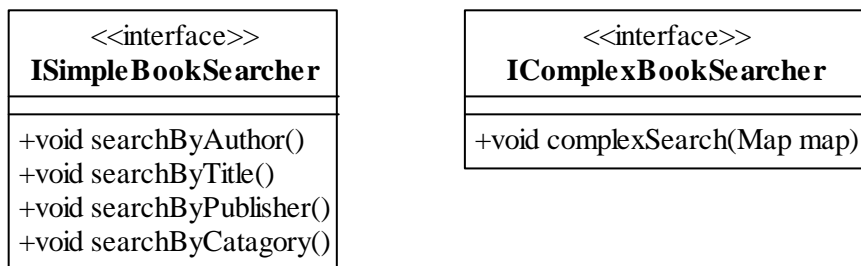 <<interface>>
ISimpleBookSearcher
+void searchByAuthor()
+void searchByTitle()
+void searchByPublisher()
+void searchByCatagory()
<<interface>>
IComplexBookSearcher
+void complexSearch(Map map)